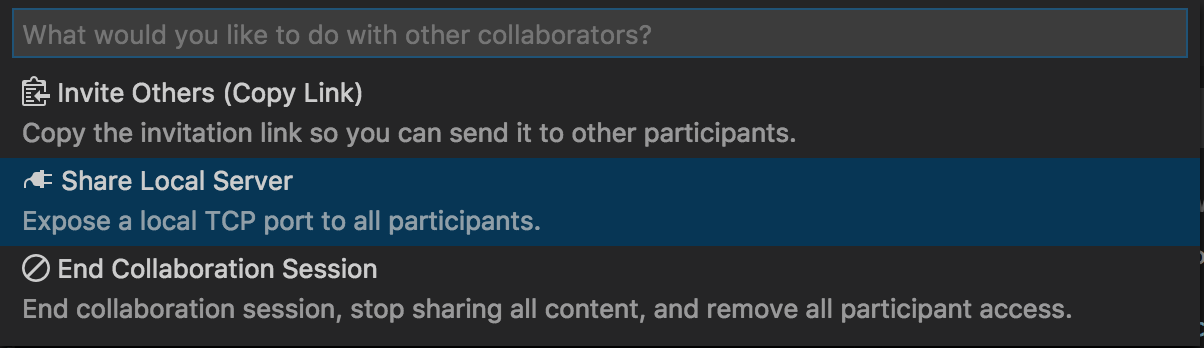 What would you like to do with other collaborators?
Invite Others (Copy Link)
Copy the invitation link so you can send it to other participants.
Share Local Server
Expose a local TCP port to all participants.
End Collaboration Session
End collaboration session, stop sharing all content, and remove all participant access.